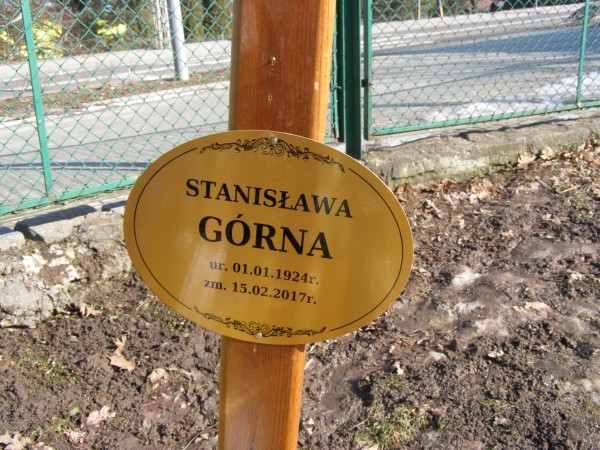 STANISŁAWA
GÓRNA
ur. 01.01.1924r.
zm. 15.02.2017r.